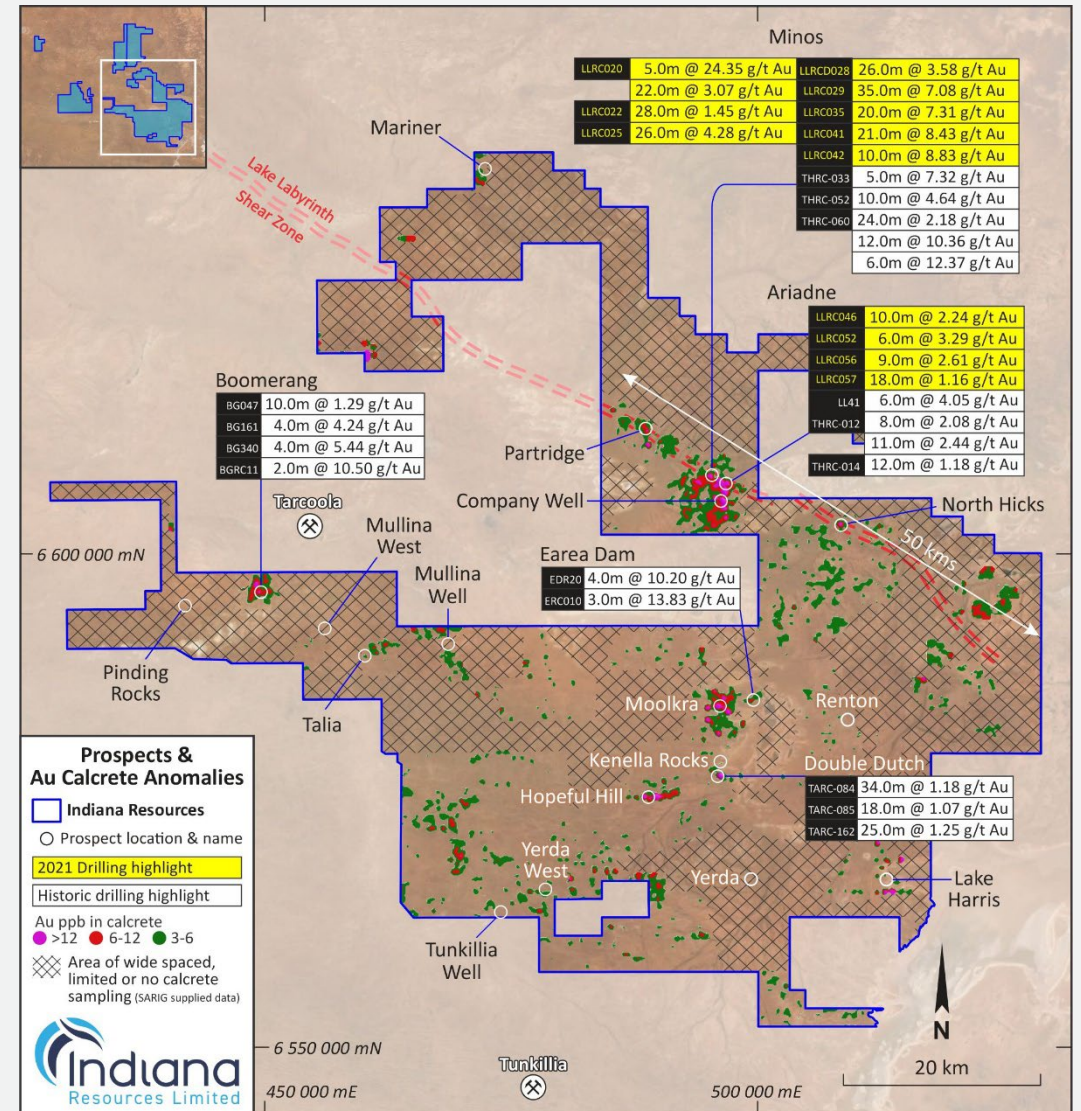 Minos
LLRC020 5.0m @ 24.35 g/t Au
22.0m @ 3.07 g/t Au
LLRC022 28.0m @ 1.45 g/t Au
LLRC025 26.0m @ 4.28 g/t Au
LLRCD028 26.0m @ 3.58 g/t Au
LLRC029 35.0m @ 7.08 g/t Au
LLRC035 20.0m @ 7.31 g/t Au
LLRC041 21.0m @ 8.43 g/t Au
LLRC042 10.0m @ 8.83 g/t Au
THRC-033 5.0m @ 7.32 g/t Au
THRC-052 10.0m @ 4.64 g/t Au
THRC-060 24.0m @ 2.18 g/t Au
12.0m @ 10.36 g/t Au
6.0m @ 12.37 g/t Au
Mariner
Lake Labyrinth
Shear Zone
Ariadne
LLRC046 10.0m @ 2.24 g/t Au
LLRC052 6.0m @ 3.29 g/t Au
LLRC056 9.0m @ 2.61 g/t Au
LLRC057 18.0m @ 1.16 g/t Au
LL41 6.0m @ 4.05 g/t Au
THRC-012 8.0m @ 2.08 g/t Au
11.0m @ 2.44 g/t Au
THRC-014 12.0m @ 1.18 g/t Au
Boomerang
BG047 10.0m @ 1.29 g/t Au
BG161 4.0m @ 4.24 g/t Au
BG340 4.0m @ 5.44 g/t Au
BGRC11 2.0m @ 10.50 g/t Au
Partridge
Company Well
Tarcoola
North Hicks
50 kms
Mullina
West
Mullina
Well
6 600 000 mN
Earea Dam
EDR20 4.0m @ 10.20 g/t Au
ERC010 3.0m @ 13.83 g/t Au
Pinding
Rocks
Talia
Moolkra
Renton
Kenella Rocks
Double Dutch
TARC-084 34.0m @ 1.18 g/t Au
TARC-085 18.0m @ 1.07 g/t Au
TARC-162 25.0m @ 1.25 g/t Au
Hopeful Hill
Yerda
West
Yerda
Lake
Harris
Tunkillia
Well
Prospects &
Au Calcrete Anomalies
Indiana Resources
Prospect location & name
2021 Drilling highlight
Historic drilling highlight
Au ppb in calcrete
>12 6-12 3-6
Area of wide spaced,
limited or no calcrete
sampling (SARIG supplied data)
Indiana
Resources Limited
6 550 000 mN
450 000 mE
Tunkillia
500 000 mE
N
20 km